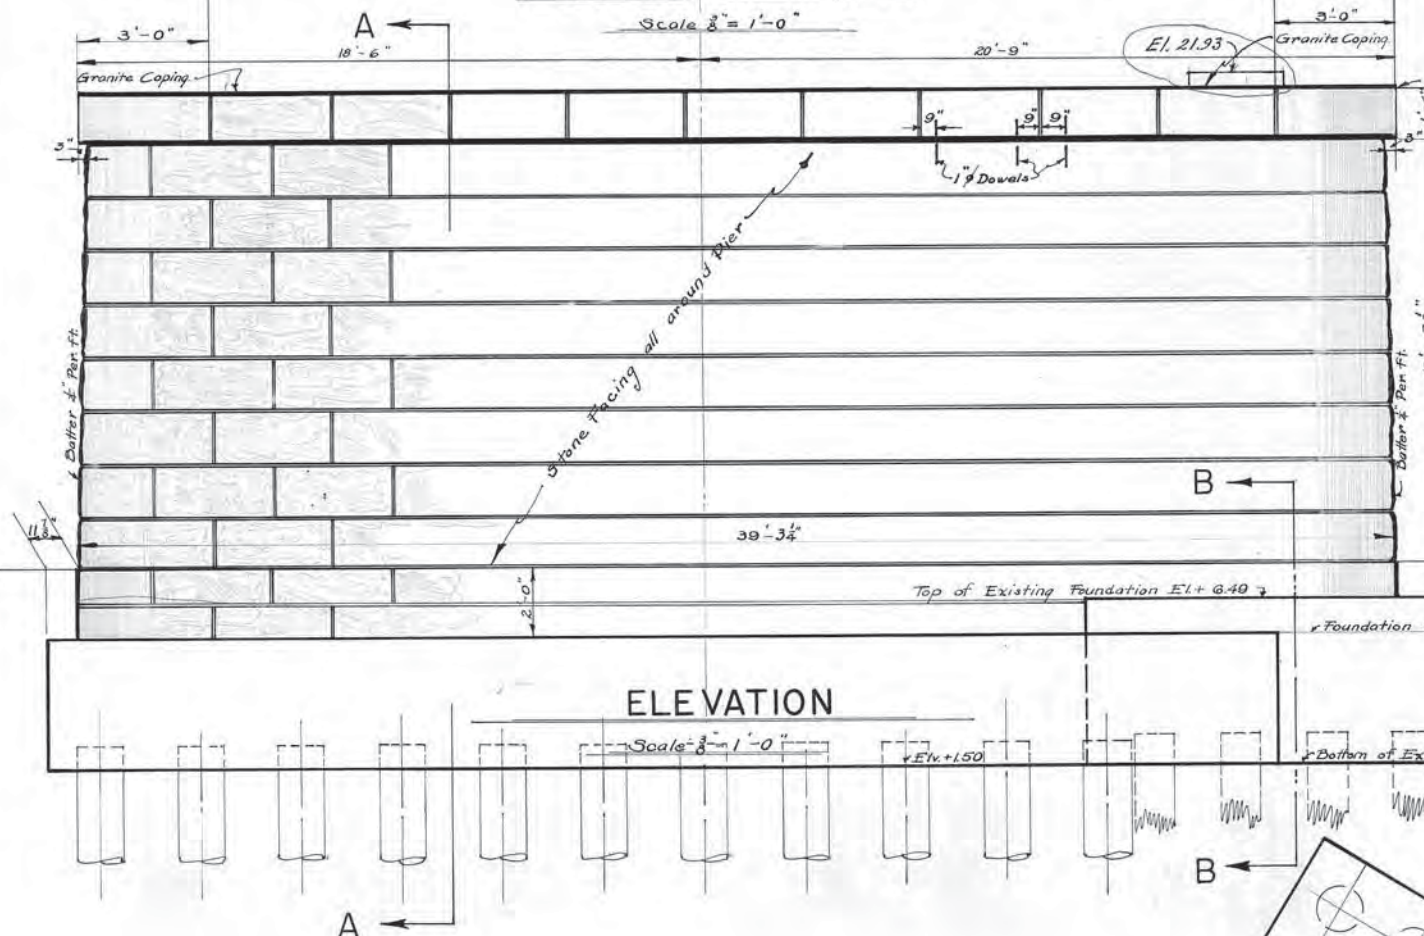 A
Scale 3/8" = 1'-0"
3'-0"
3'-0"
18'-6"
20'-9"
El. 21.93
Granite Coping
Granite Coping
9"
9" 9"
3"
3"
1"φ Dowels
Stone Facing all around Pier
Batter ¼" Per ft.
Batter ¼" Per ft.
B
11 7/8"
39'-3¼"
2'-0"
Top of Existing Foundation El.+ 6.49
Foundation
ELEVATION
Scale 3/8" = 1'-0"
Elv.+1.50
Bottom of Ex
B
A